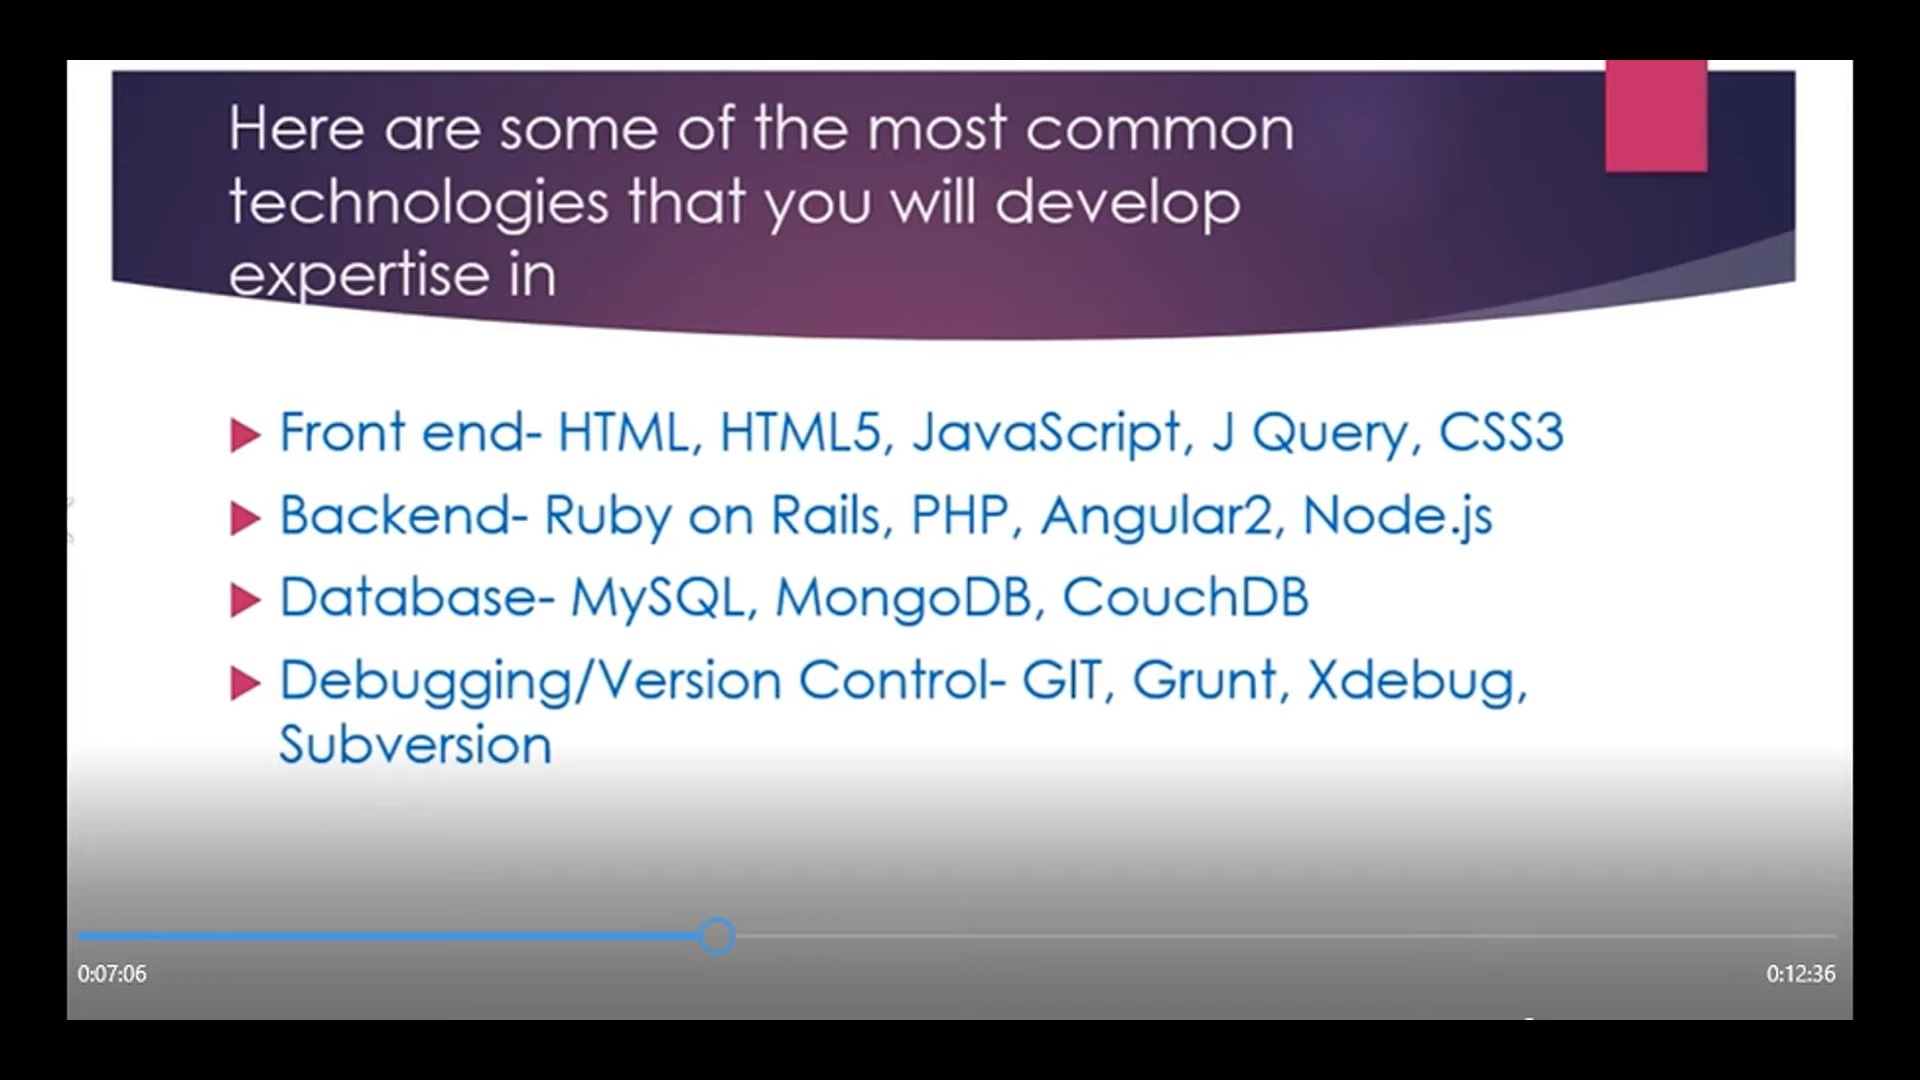 Here are some of the most common
technologies that you will develop
expertise in
Front end- HTML, HTML5, JavaScript, J Query, CSS3
Backend- Ruby on Rails, PHP, Angular2, Node.js
Database- MySQL, MongoDB, CouchDB
Debugging/Version Control- GIT, Grunt, Xdebug,
Subversion
0:07:06
0:12:36